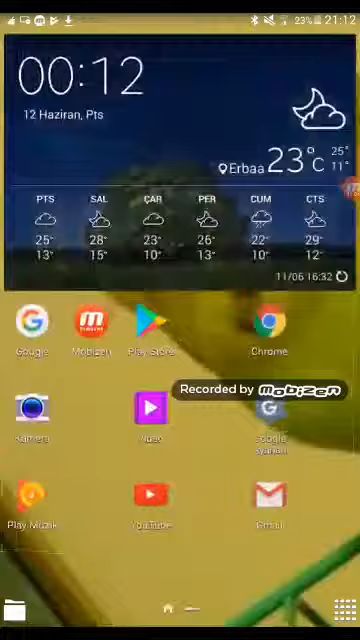 23% 21:12
00:12
12 Haziran, Pts
Erbaa 23°C 25° 11°
PTS SAL ÇAR PER CUM CTS
25° 28° 23° 26° 22° 29°
13° 15° 10° 13° 10° 12°
11/06 16:32
Google Mobizen Play Store Chrome
Recorded by mobizen
Kamera Video Google
Play Müzik YouTube Gmail